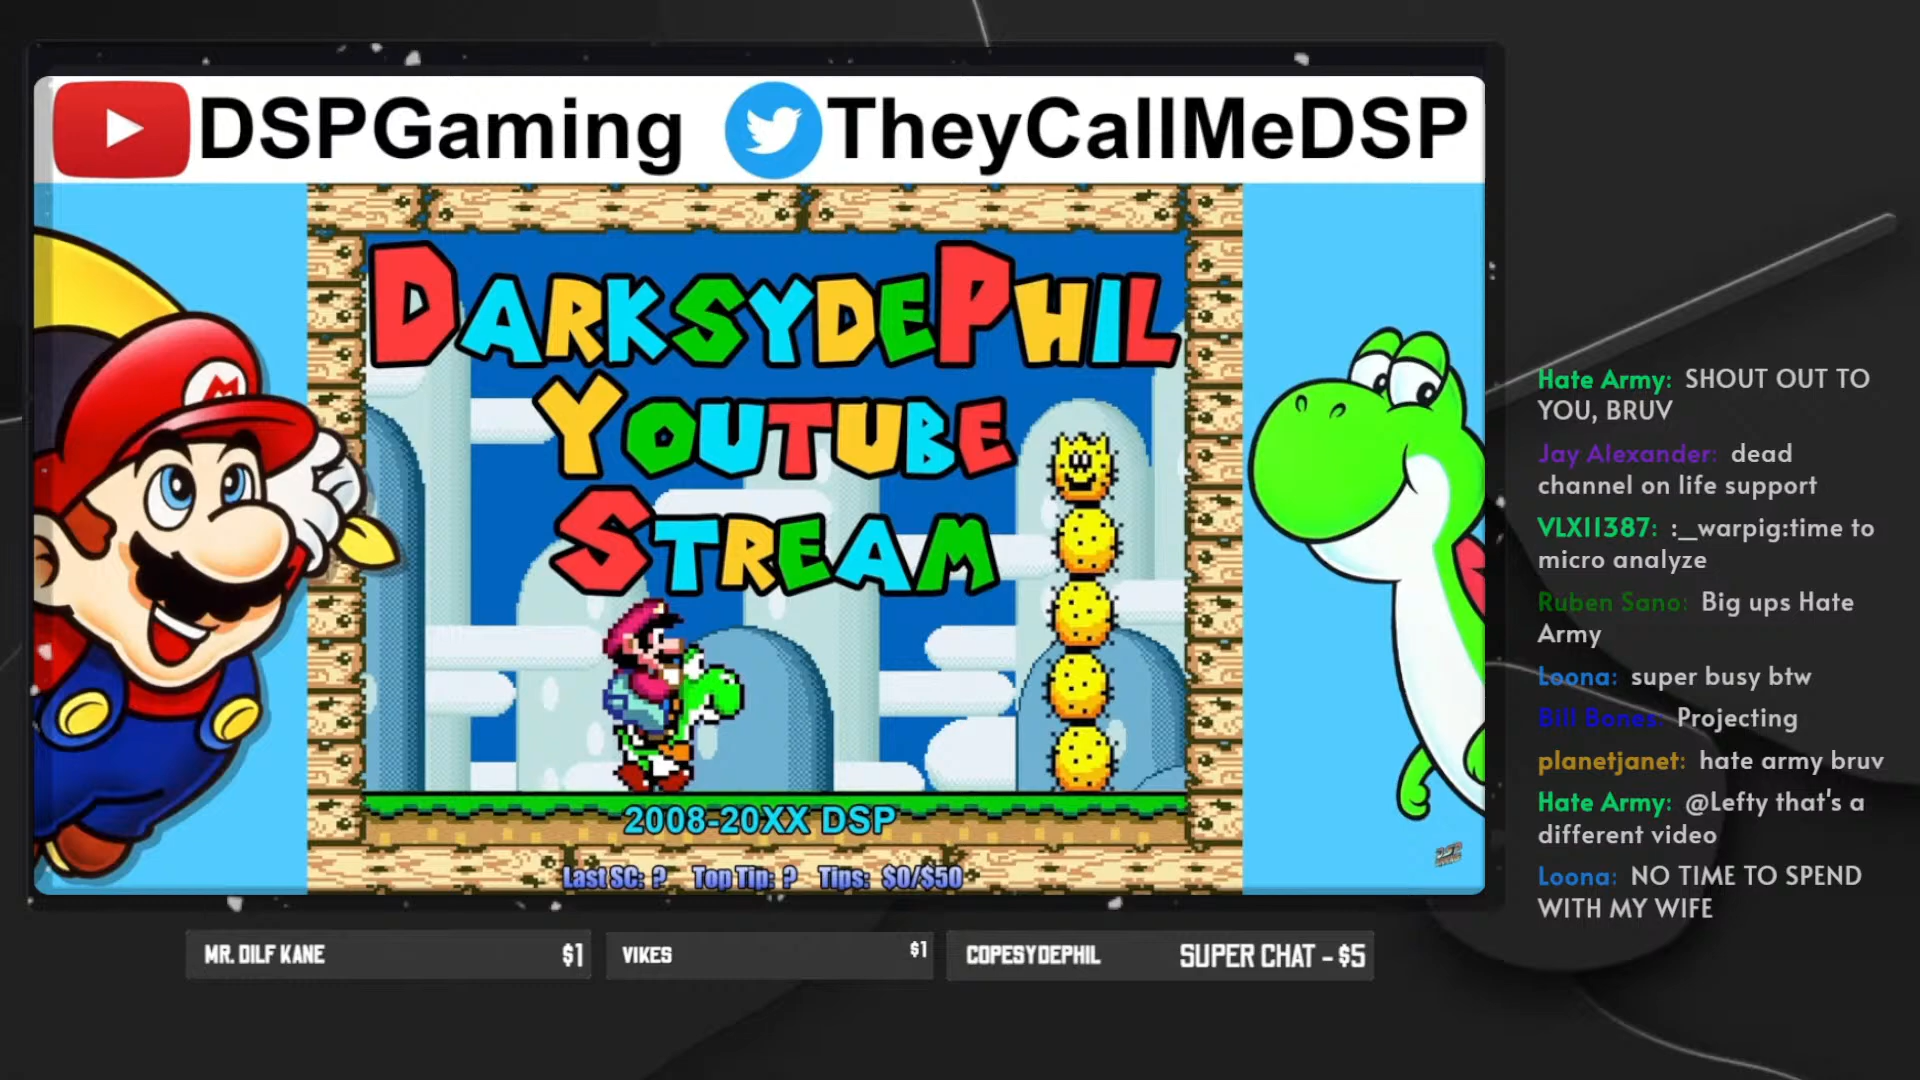 DSPGaming TheyCallMeDSP
DARKSYDEPHIL
YOUTUBE
STREAM
M
2008-20XX DSP
Last SC: ? Top Tip: ? Tips: $0/$50
MR. DILF KANE $1 VIKES $1 COPESYDEPHIL SUPER CHAT - $5
Hate Army: SHOUT OUT TO
YOU, BRUV
Jay Alexander: dead
channel on life support
VLX11387: :_warpig:time to
micro analyze
Ruben Sano: Big ups Hate
Army
Loona: super busy btw
Bill Bones: Projecting
planetjanet: hate army bruv
Hate Army: @Lefty that's a
different video
Loona: NO TIME TO SPEND
WITH MY WIFE